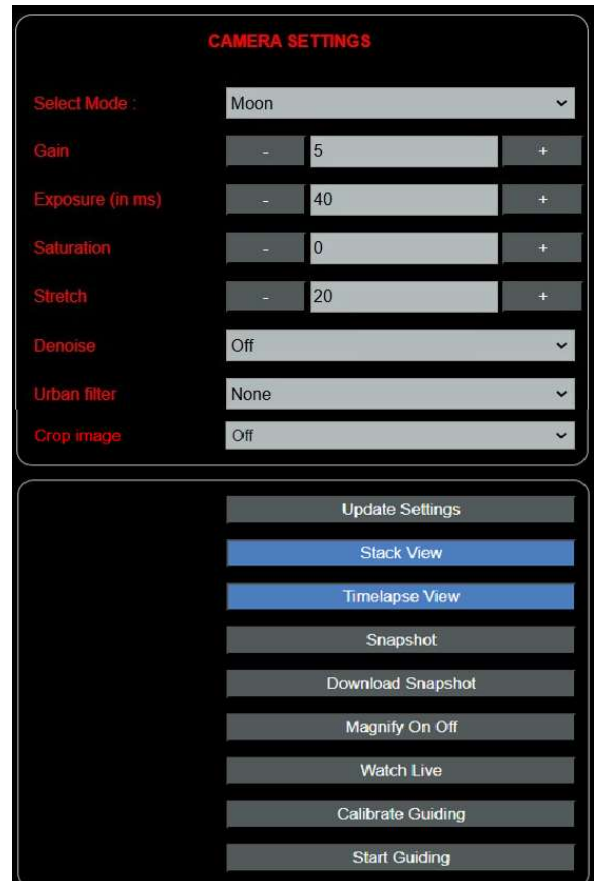 CAMERA SETTINGS
Select Mode : Moon
Gain - 5 +
Exposure (in ms) - 40 +
Saturation - 0 +
Stretch - 20 +
Denoise Off
Urban filter None
Crop image Off
Update Settings
Stack View
Timelapse View
Snapshot
Download Snapshot
Magnify On Off
Watch Live
Calibrate Guiding
Start Guiding